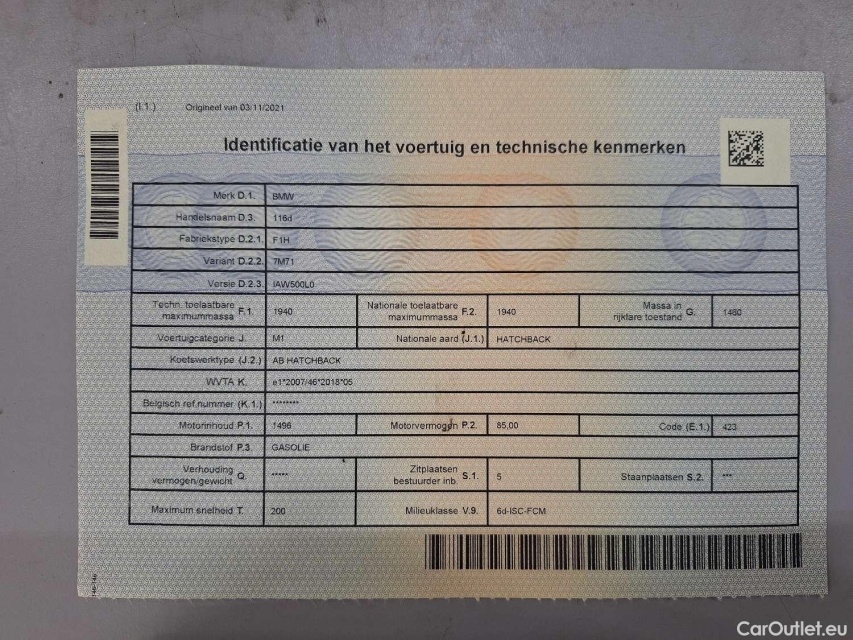 (I.1.) Origineel van 03/11/2021
Identificatie van het voertuig en technische kenmerken
Merk D.1. BMW
Handelsnaam D.3. 116d
Fabriekstype D.2.1. F1H
Variant D.2.2. 7M71
Versie D.2.3. IAW500L0
Techn. toelaatbare maximummassa F.1. 1940 Nationale toelaatbare maximummassa F.2. 1940 Massa in rijklare toestand G. 1460
Voertuigcategorie J. M1 Nationale aard (J.1.) HATCHBACK
Koetswerktype (J.2.) AB HATCHBACK
WVTA K. e1*2007/46*2018*05
Belgisch ref.nummer (K.1.) ********
Motorinhoud P.1. 1496 Motorvermogen P.2. 85,00 Code (E.1.) 423
Brandstof P.3. GASOLIE
Verhouding vermogen/gewicht Q. ***** Zitplaatsen bestuurder inb. S.1. 5 Staanplaatsen S.2. ***
Maximum snelheid T. 200 Milieuklasse V.9. 6d-ISC-FCM
CarOutlet.eu